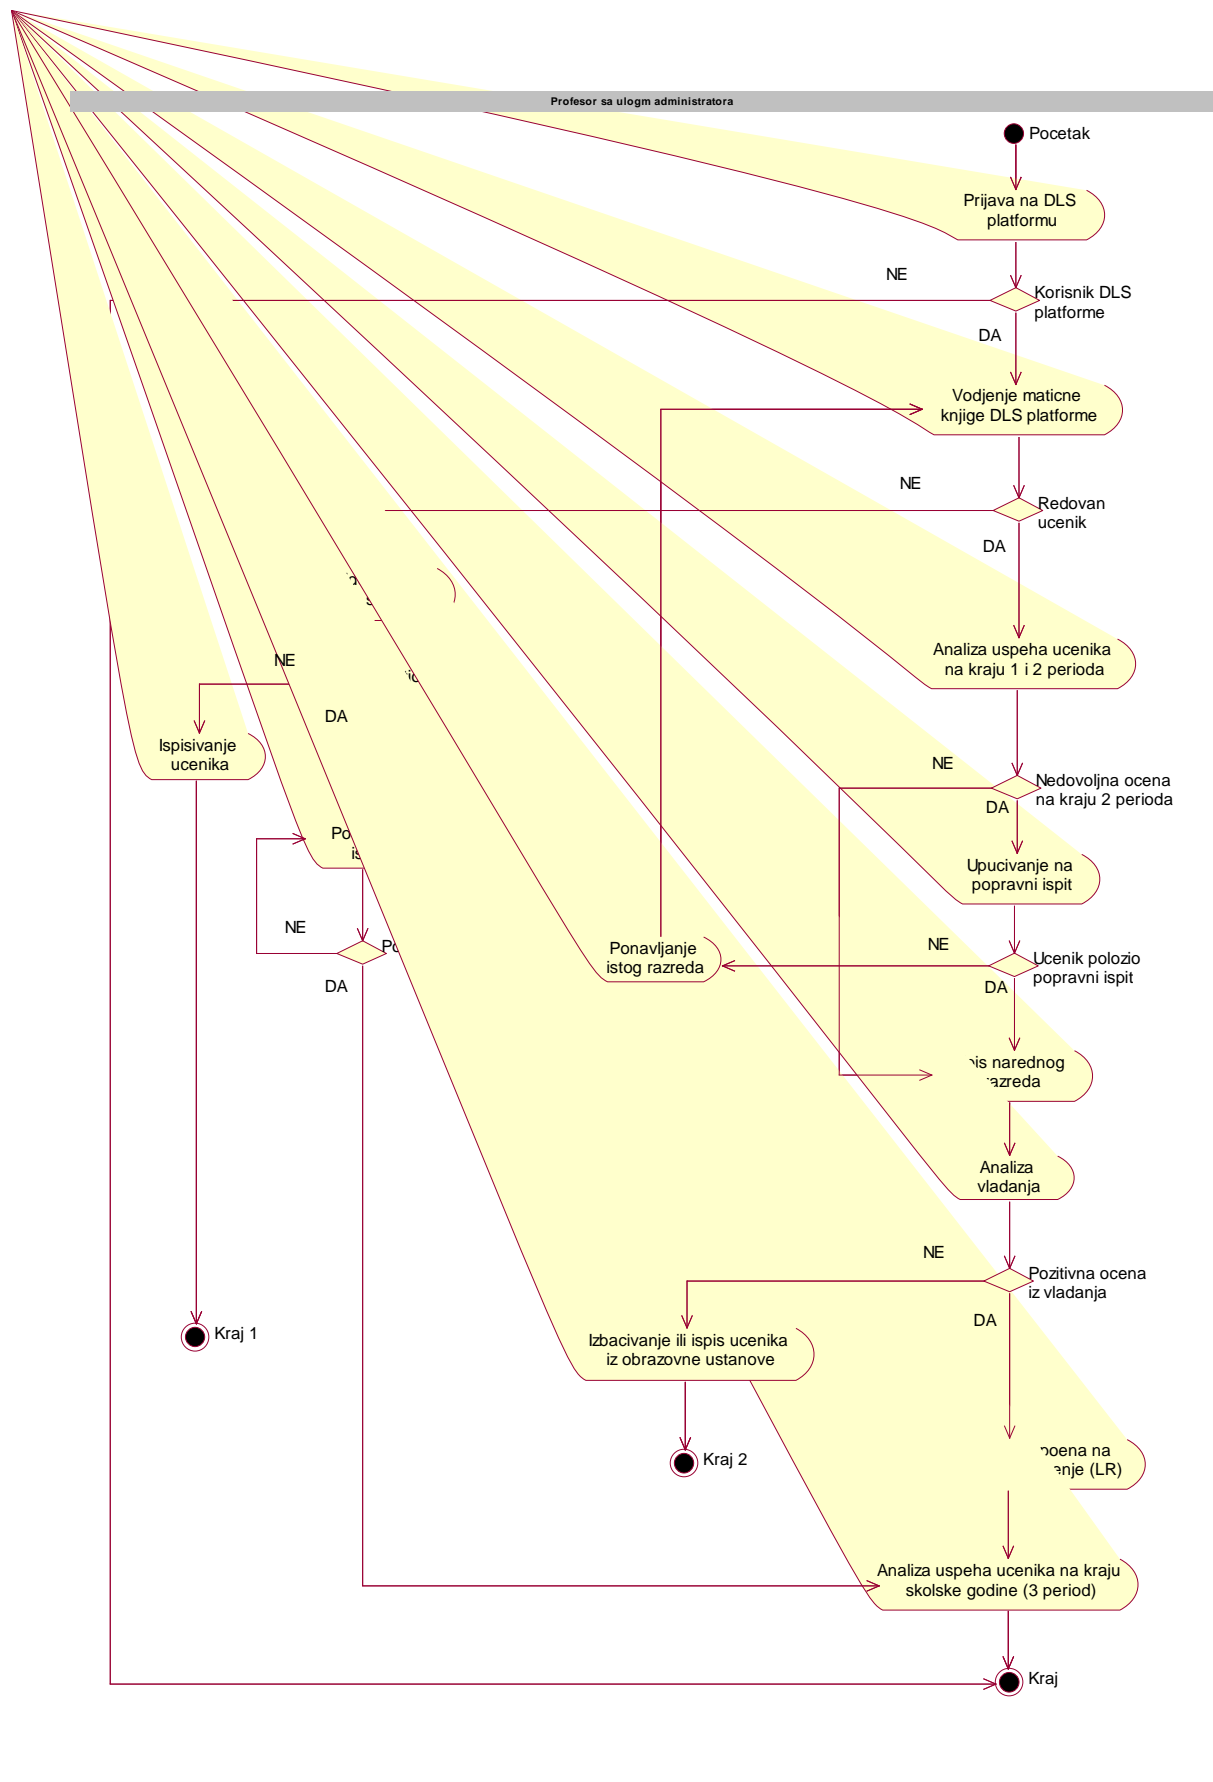 Profesor sa ulogm administratora
Pocetak
Prijava na DLS
platformu
NE
Korisnik DLS
platforme
DA
Vodjenje maticne
knjige DLS platforme
NE
Redovan
ucenik
DA
Analiza uspeha ucenika
na kraju 1 i 2 perioda
NE
DA
Ispisivanje
ucenika
NE
Nedovoljna ocena
na kraju 2 perioda
DA
Upucivanje na
popravni ispit
NE
DA
Ponavljanje
istog razreda
NE
Ucenik polozio
popravni ispit
DA
narednog
Analiza
vladanja
NE
Pozitivna ocena
iz vladanja
DA
Kraj 1
Izbacivanje ili ispis ucenika
iz obrazovne ustanove
Kraj 2
na
(LR)
Analiza uspeha ucenika na kraju
skolske godine (3 period)
Kraj